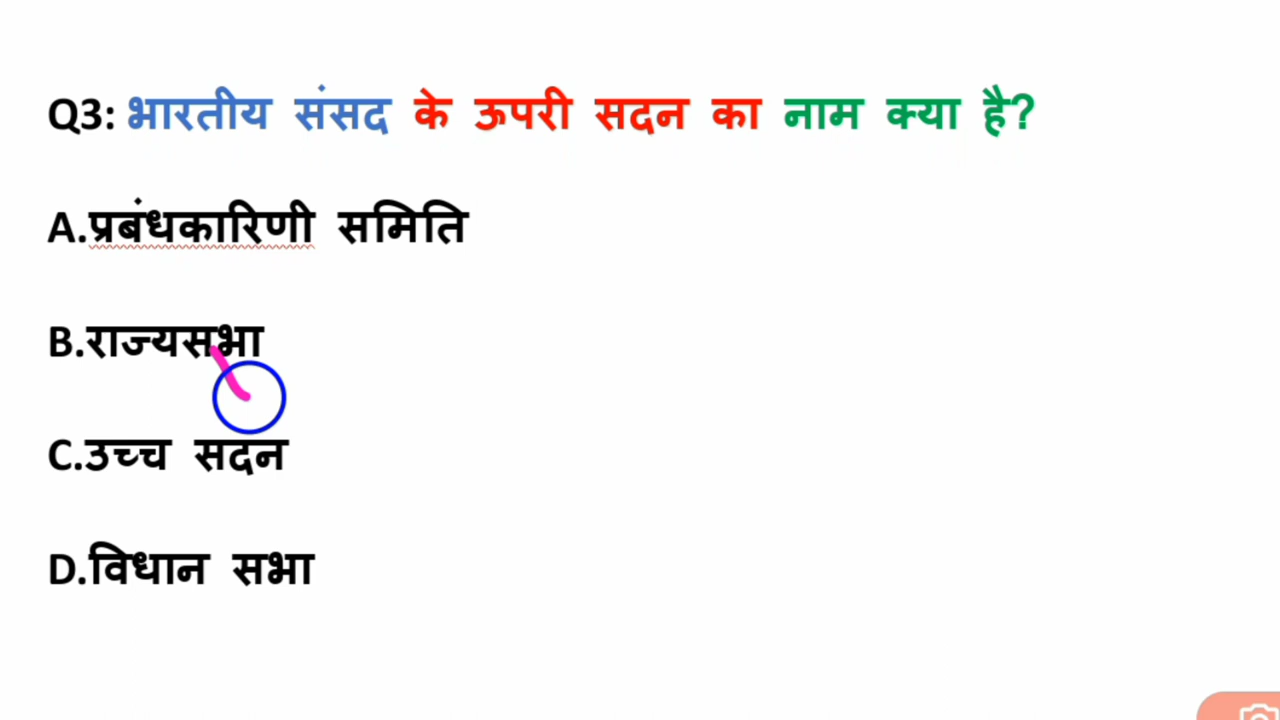 Q3: भारतीय संसद के ऊपरी सदन का नाम क्या है?
A.प्रबंधकारिणी समिति
B.राज्यसभा
C.उच्च सदन
D.विधान सभा